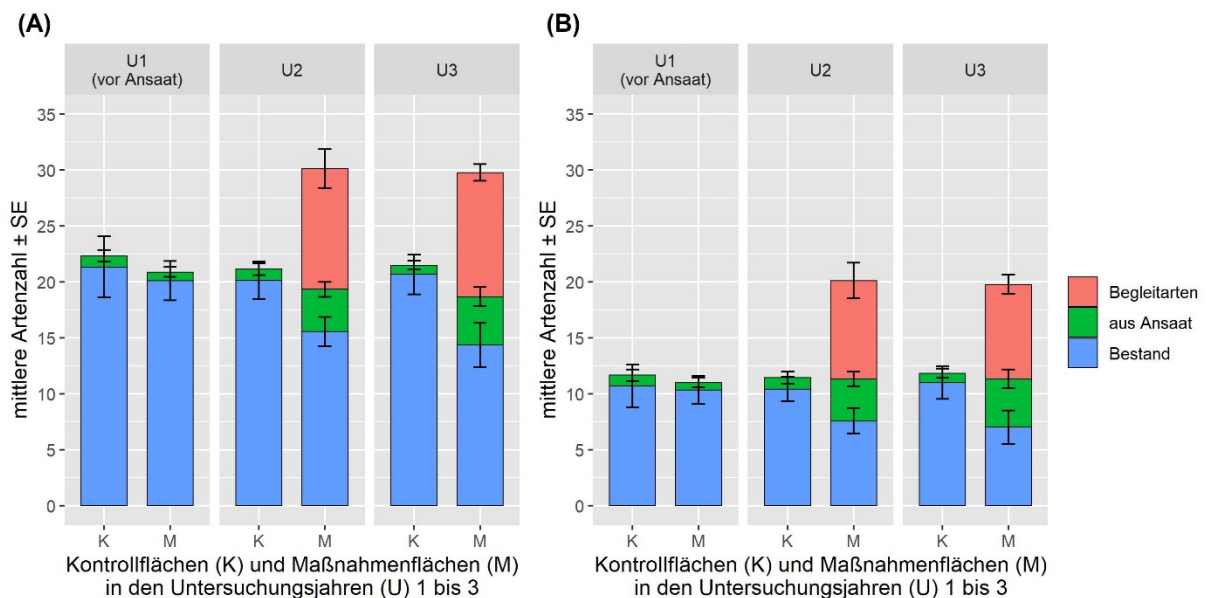 (A)
U1
(vor Ansaat)
U2
U3
35
30
25
20
15
10
5
0
mittlere Artenzahl ± SE
K
M
K
M
K
M
Kontrollflächen (K) und Maßnahmenflächen (M)
in den Untersuchungsjahren (U) 1 bis 3
(B)
U1
(vor Ansaat)
U2
U3
35
30
25
20
15
10
5
0
mittlere Artenzahl ± SE
K
M
K
M
K
M
Kontrollflächen (K) und Maßnahmenflächen (M)
in den Untersuchungsjahren (U) 1 bis 3
Begleitarten
aus Ansaat
Bestand